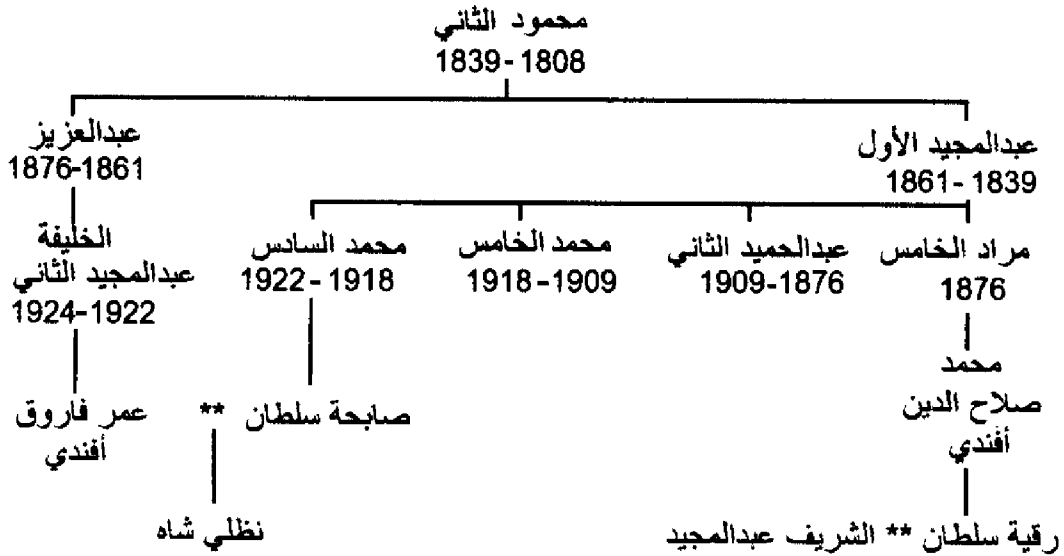 محمود الثاني
1839-1808
عبدالمجيد الأول
1861-1839
عبدالعزيز
1876-1861
مراد الخامس
1876
عبدالحميد الثاني
1909-1876
محمد الخامس
1918-1909
محمد السادس
1922-1918
الخليفة
عبدالمجيد الثاني
1924-1922
محمد
صلاح الدين
أفندي
صابحة سلطان **
عمر فاروق
أفندي
رقية سلطان ** الشريف عبدالمجيد
نظلي شاه